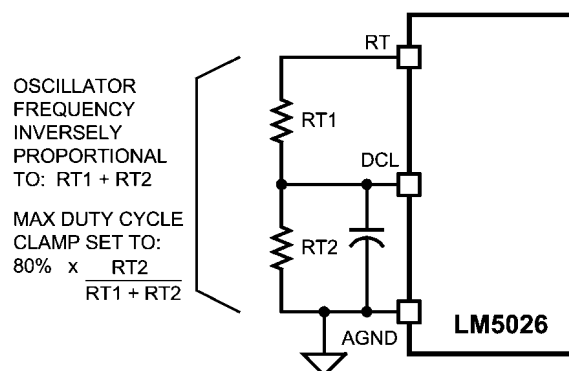 RT
OSCILLATOR
FREQUENCY
INVERSELY
PROPORTIONAL
TO: RT1 + RT2
RT1
DCL
MAX DUTY CYCLE
CLAMP SET TO:
80% x RT2
RT1 + RT2
RT2
AGND
LM5026